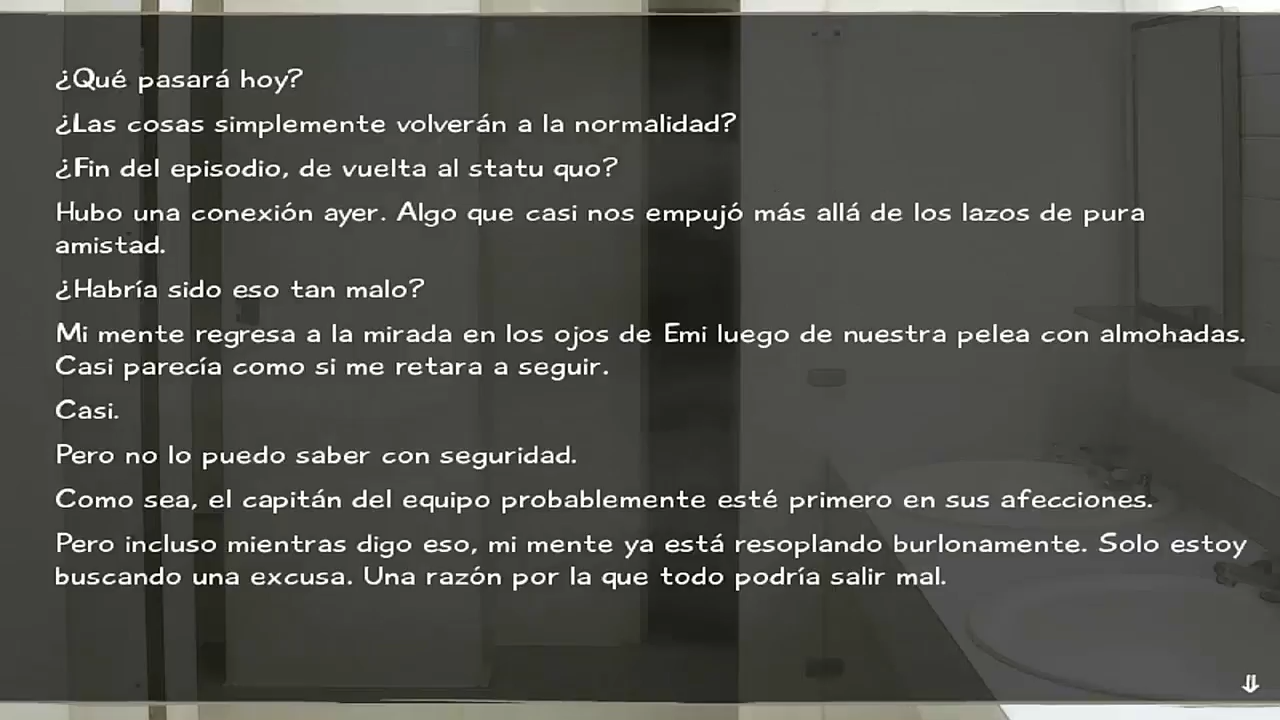 ¿Qué pasará hoy?
¿Las cosas simplemente volverán a la normalidad?
¿Fin del episodio, de vuelta al statu quo?
Hubo una conexión ayer. Algo que casi nos empujó más allá de los lazos de pura
amistad.
¿Habría sido eso tan malo?
Mi mente regresa a la mirada en los ojos de Emi luego de nuestra pelea con almohadas.
Casi parecía como si me retara a seguir.
Casi.
Pero no lo puedo saber con seguridad.
Como sea, el capitán del equipo probablemente esté primero en sus afecciones.
Pero incluso mientras digo eso, mi mente ya está resoplando burlonamente. Solo estoy
buscando una excusa. Una razón por la que todo podría salir mal.